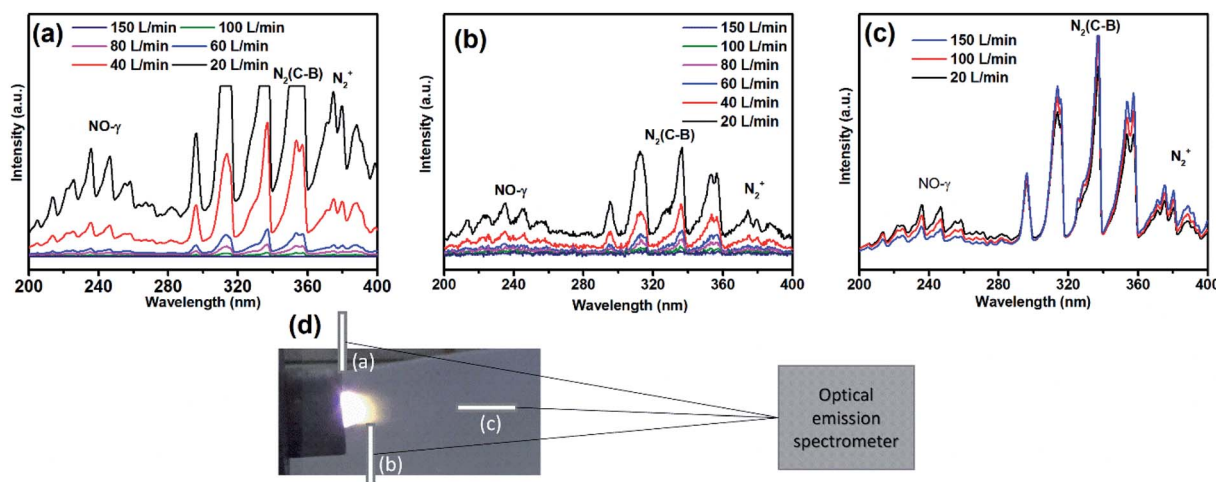 (a)
150 L/min 100 L/min
80 L/min 60 L/min
40 L/min 20 L/min
NO-γ
N₂(C-B)
N₂⁺
Intensity (a.u.)
200 240 280 320 360 400
Wavelength (nm)
(b)
150 L/min
100 L/min
80 L/min
60 L/min
40 L/min
20 L/min
NO-γ
N₂(C-B)
N₂⁺
Intensity (a.u.)
200 240 280 320 360 400
Wavelength (nm)
(c)
150 L/min
100 L/min
20 L/min
N₂(C-B)
NO-γ
N₂⁺
Intensity (a.u.)
200 240 280 320 360 400
Wavelength (nm)
(d)
(a)
(c)
(b)
Optical
emission
spectrometer